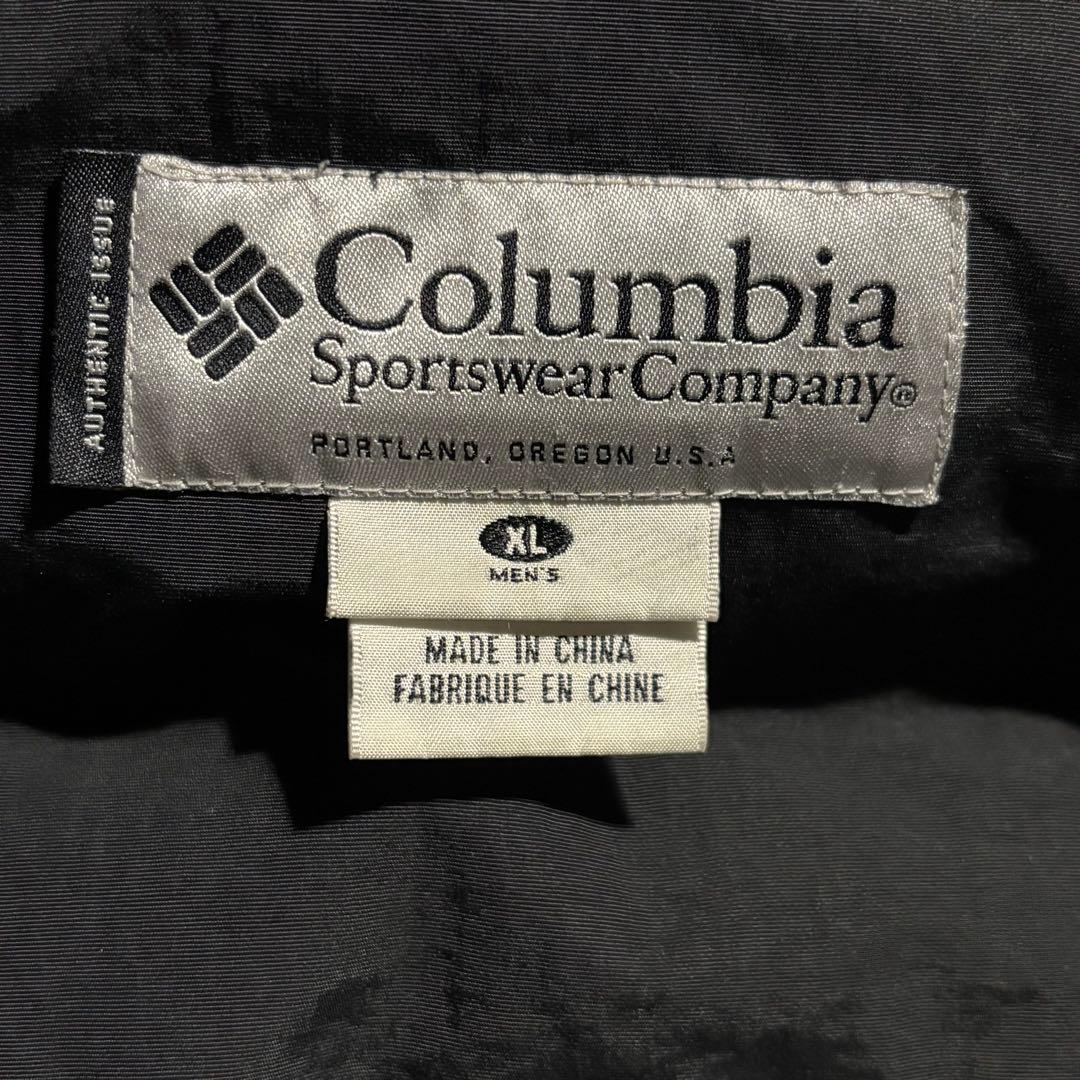 AUTHENTIC ISSUE
Columbia
Sportswear Company®
PORTLAND, OREGON U.S.A
XL
MEN'S
MADE IN CHINA
FABRIQUE EN CHINE